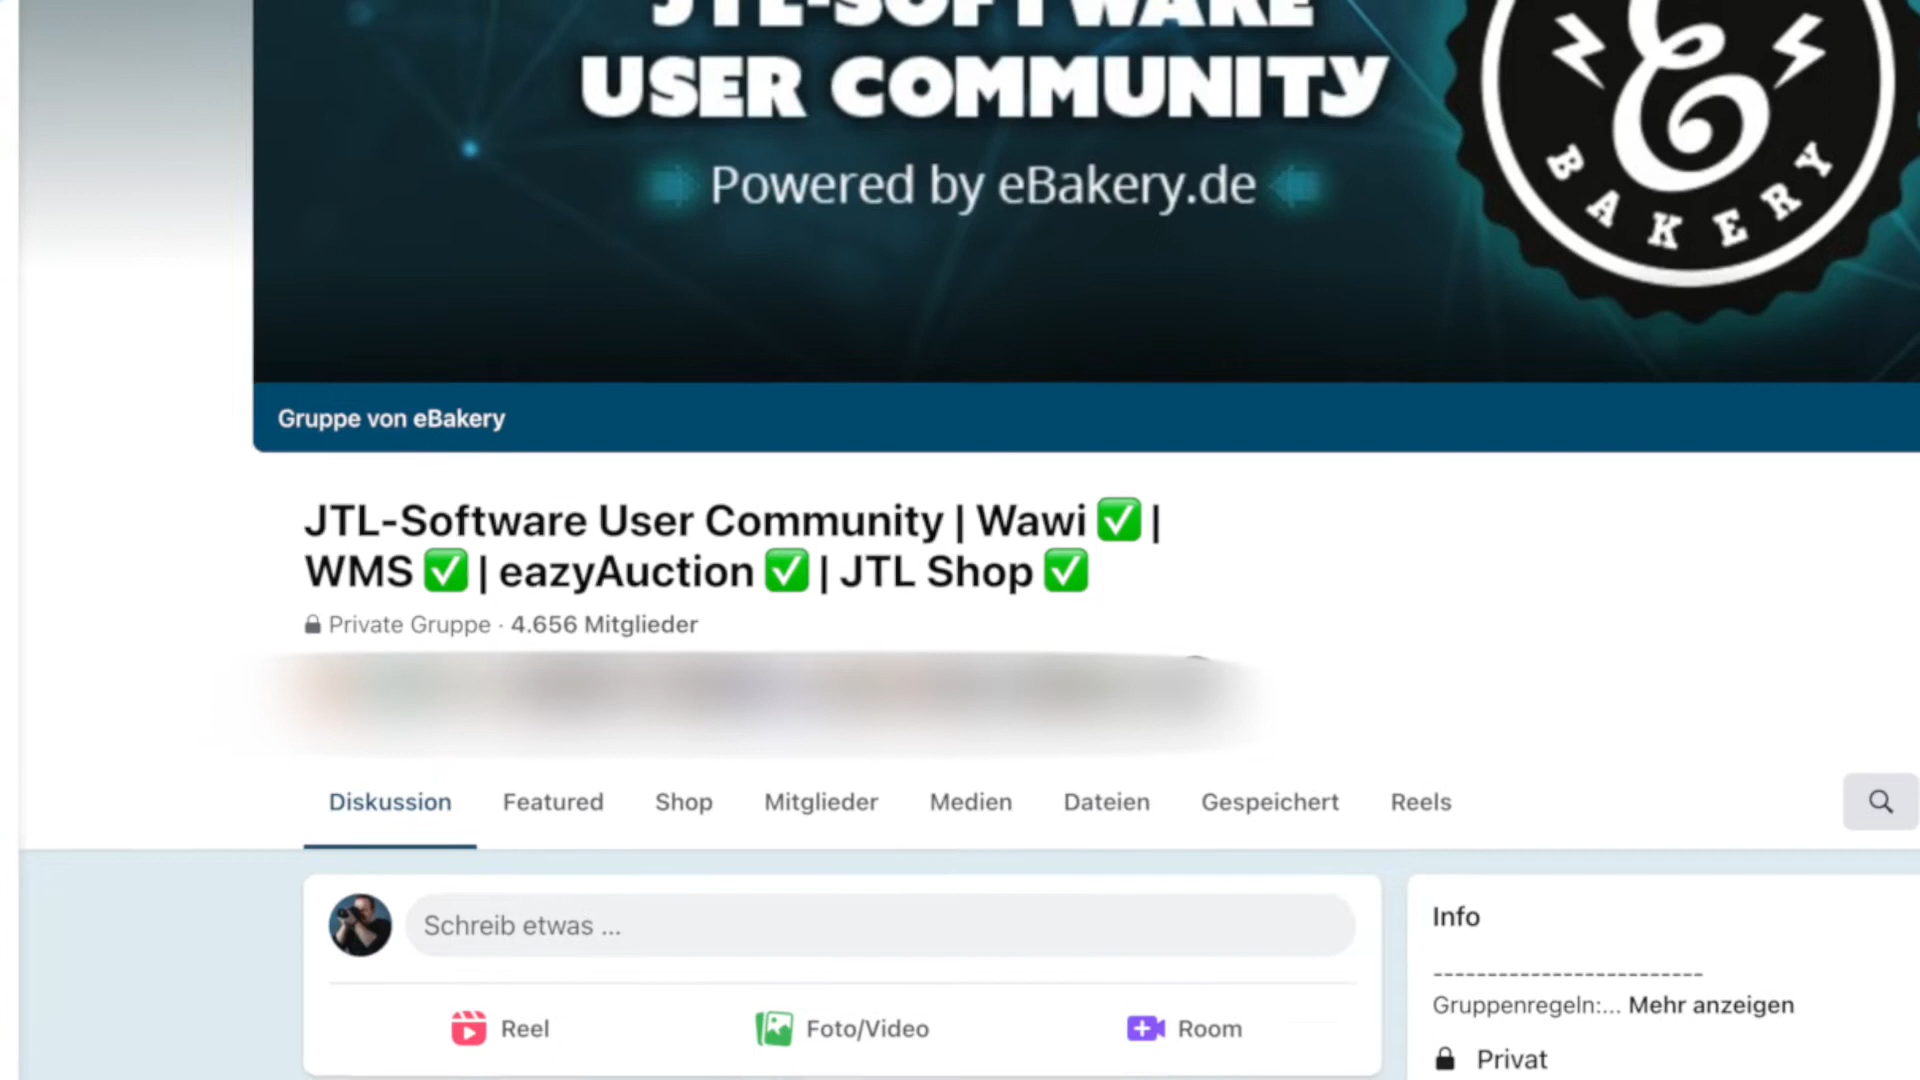 JTL-SOFTWARE
USER COMMUNITY
Powered by eBakery.de
E
BAKERY
Gruppe von eBakery
JTL-Software User Community | Wawi ✅ |
WMS ✅ | eazyAuction ✅ | JTL Shop ✅
Private Gruppe · 4.656 Mitglieder
Diskussion Featured Shop Mitglieder Medien Dateien Gespeichert Reels
Schreib etwas ...
Reel Foto/Video Room
Info
-------------------------
Gruppenregeln:... Mehr anzeigen
Privat